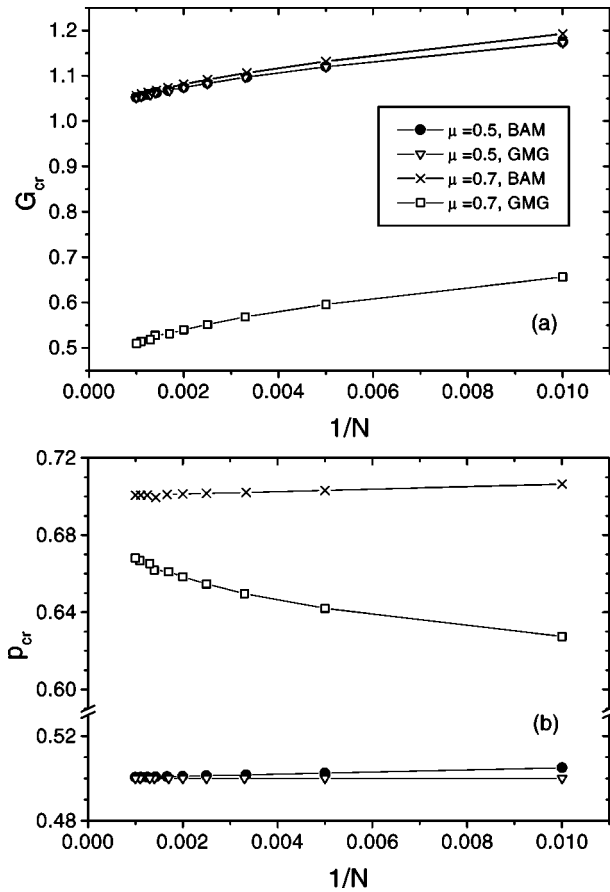 1.2
1.1
1.0
0.9
0.8
0.7
0.6
0.5
G_cr
μ =0.5, BAM
μ =0.5, GMG
μ =0.7, BAM
μ =0.7, GMG
(a)
0.000 0.002 0.004 0.006 0.008 0.010
1/N
0.72
0.68
0.64
0.60
0.52
0.48
p_cr
(b)
0.000 0.002 0.004 0.006 0.008 0.010
1/N